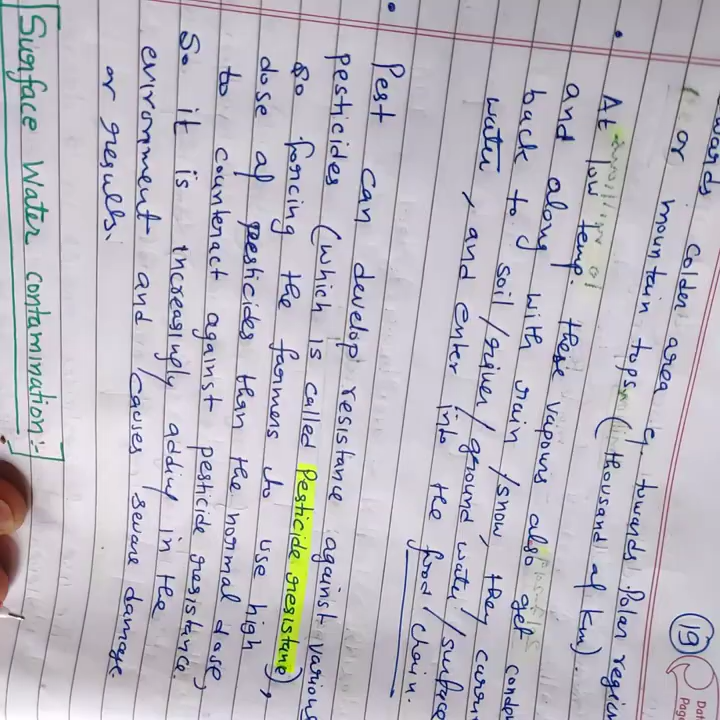 19
colder area eg. towards Polar region
or mountain tops (thousand of km).
At low temp. these vapours also get
and along with rain/snow, they
back to soil/river/ground water/surface
water, and enter into the food chain.
Pest can develop resistance against various
pesticides (which is called Pesticide resistane),
so forcing the farmers to use high
dose of pesticides than the normal dose,
to counteract against pesticide resistance.
So it is increasingly adding in the
environment and causes severe damage
or results.
Surface Water contamination:-